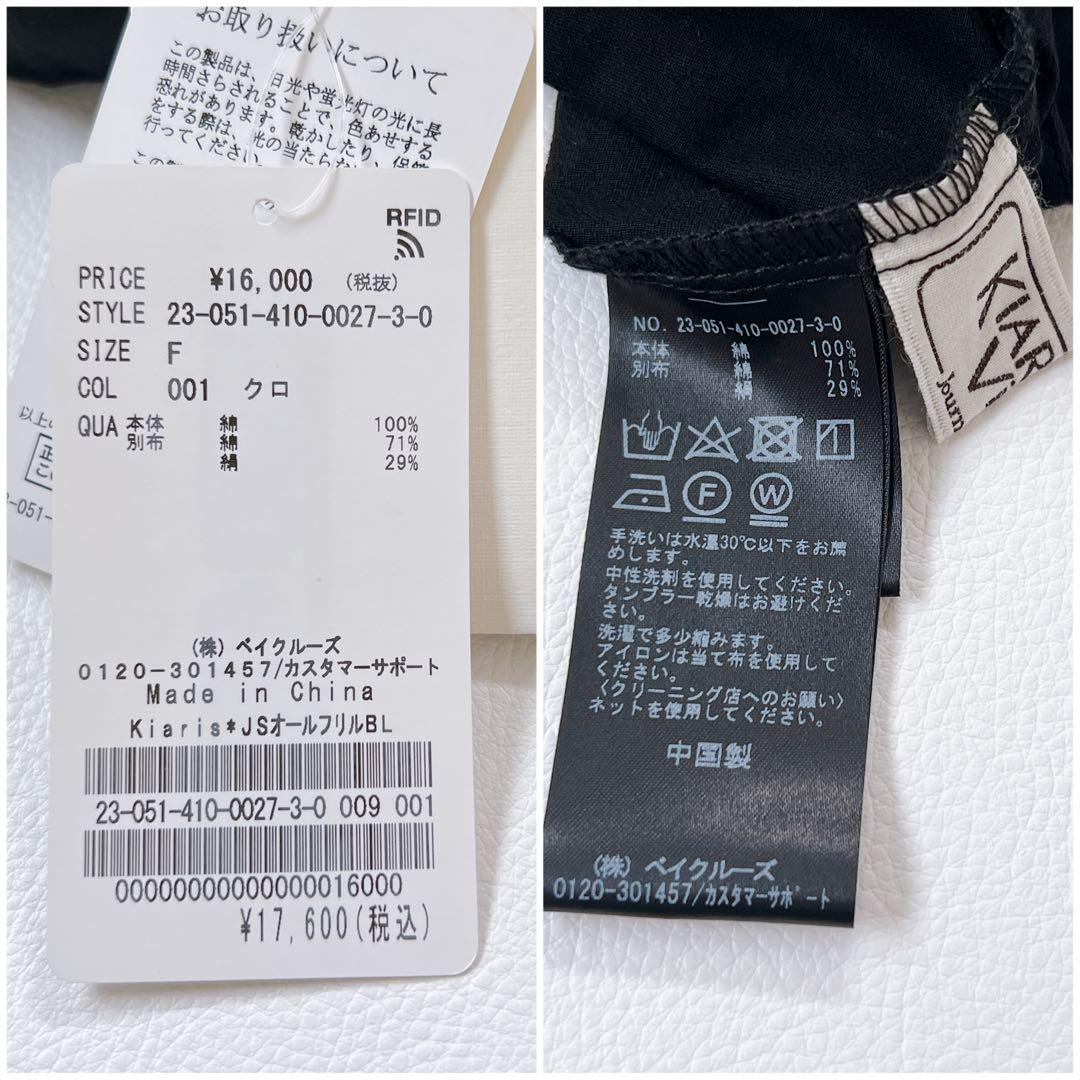 お取り扱いについて
この製品は、日光や蛍光灯の光に長
時間さらされることで、色あせする
恐れがあります。乾かしたり、保管
をする際は、光の当たらない
行ってください。
この製
RFID
PRICE ¥16,000 (税抜)
STYLE 23-051-410-0027-3-0
SIZE F
COL 001 クロ
QUA 本体 綿 100%
別布 綿 71%
絹 29%
以上の
-051-
(株) ベイクルーズ
0120-301457/カスタマーサポート
Made in China
Kiaris*JSオールフリルBL
23-051-410-0027-3-0 009 001
000000000000000016000
¥17,600(税込)
KIAR
Journ
NO. 23-051-410-0027-3-0
本体 綿 100%
別布 綿 71%
絹 29%
F W
手洗いは水温30℃以下をお薦
めします。
中性洗剤を使用してください。
タンブラー乾燥はお避けくだ
さい。
洗濯で多少縮みます。
アイロンは当て布を使用して
ください。
〈クリーニング店へのお願い〉
ネットを使用してください。
中国製
(株) ベイクルーズ
0120-301457/カスタマーサポート